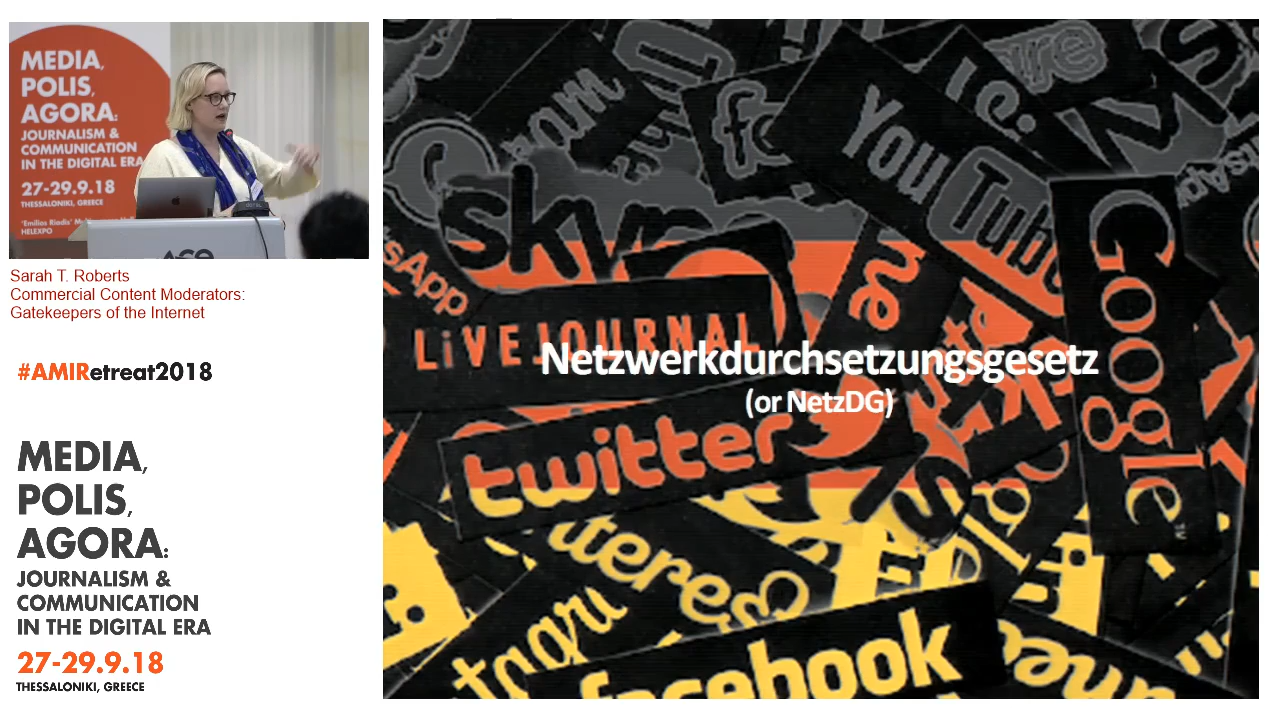 MEDIA,
POLIS,
AGORA:
JOURNALISM &
COMMUNICATION
IN THE DIGITAL ERA
27-29.9.18
THESSALONIKI, GREECE
HELEXPO
Sarah T. Roberts
Commercial Content Moderators:
Gatekeepers of the Internet
#AMIRetreat2018
MEDIA,
POLIS,
AGORA:
JOURNALISM &
COMMUNICATION
IN THE DIGITAL ERA
27-29.9.18
THESSALONIKI, GREECE
YouTube
Google
sApp
LiVEJOURNAL
Netzwerkdurchsetzungsgesetz
(or NetzDG)
twitter
facebook